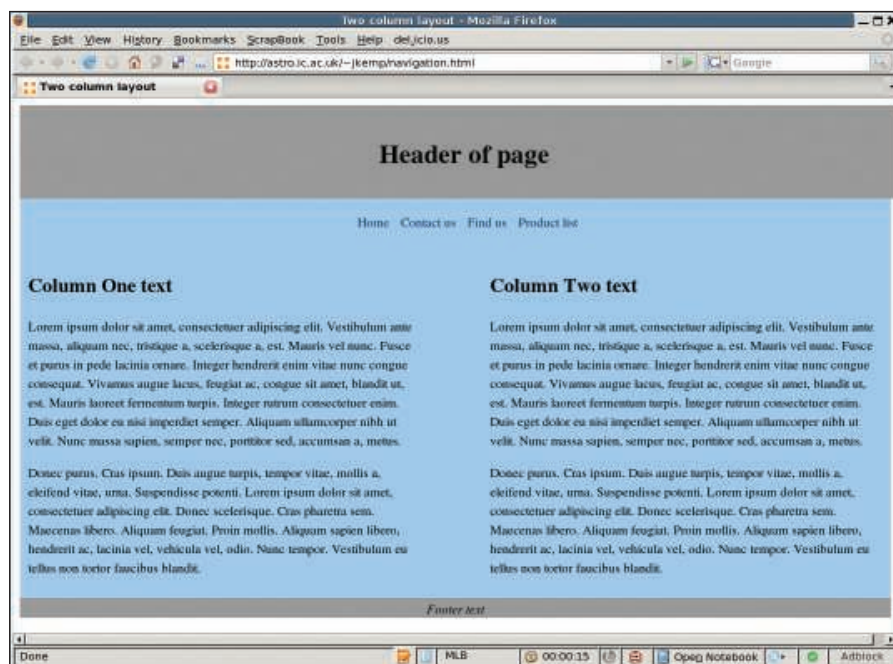 Two column layout - Mozilla Firefox
File Edit View History Bookmarks ScrapBook Tools Help del.icio.us
http://astro.ic.ac.uk/~jkemp/navigation.html Google
Two column layout
Header of page
Home Contact us Find us Product list
Column One text
Lorem ipsum dolor sit amet, consectetuer adipiscing elit. Vestibulum ante
massa, aliquam nec, tristique a, scelerisque a, est. Mauris vel nunc. Fusce
et purus in pede lacinia ornare. Integer hendrerit enim vitae nunc congue
consequat. Vivamus augue lacus, feugiat ac, congue sit amet, blandit ut,
est. Mauris laoreet fermentum turpis. Integer rutrum consectetuer enim.
Duis eget dolor eu nisi imperdiet semper. Aliquam ullamcorper nibh ut
velit. Nunc massa sapien, semper nec, porttitor sed, accumsan a, metus.
Donec purus. Cras ipsum. Duis augue turpis, tempor vitae, mollis a,
eleifend vitae, urna. Suspendisse potenti. Lorem ipsum dolor sit amet,
consectetuer adipiscing elit. Donec scelerisque. Cras pharetra sem.
Maecenas libero. Aliquam feugiat. Proin mollis. Aliquam sapien libero,
hendrerit ac, lacinia vel, vehicula vel, odio. Nunc tempor. Vestibulum eu
tellus non tortor faucibus blandit.
Column Two text
Lorem ipsum dolor sit amet, consectetuer adipiscing elit. Vestibulum ante
massa, aliquam nec, tristique a, scelerisque a, est. Mauris vel nunc. Fusce
et purus in pede lacinia ornare. Integer hendrerit enim vitae nunc congue
consequat. Vivamus augue lacus, feugiat ac, congue sit amet, blandit ut,
est. Mauris laoreet fermentum turpis. Integer rutrum consectetuer enim.
Duis eget dolor eu nisi imperdiet semper. Aliquam ullamcorper nibh ut
velit. Nunc massa sapien, semper nec, porttitor sed, accumsan a, metus.
Donec purus. Cras ipsum. Duis augue turpis, tempor vitae, mollis a,
eleifend vitae, urna. Suspendisse potenti. Lorem ipsum dolor sit amet,
consectetuer adipiscing elit. Donec scelerisque. Cras pharetra sem.
Maecenas libero. Aliquam feugiat. Proin mollis. Aliquam sapien libero,
hendrerit ac, lacinia vel, vehicula vel, odio. Nunc tempor. Vestibulum eu
tellus non tortor faucibus blandit.
Footer text
Done MLB 00:00:15 Open Notebook Adblock